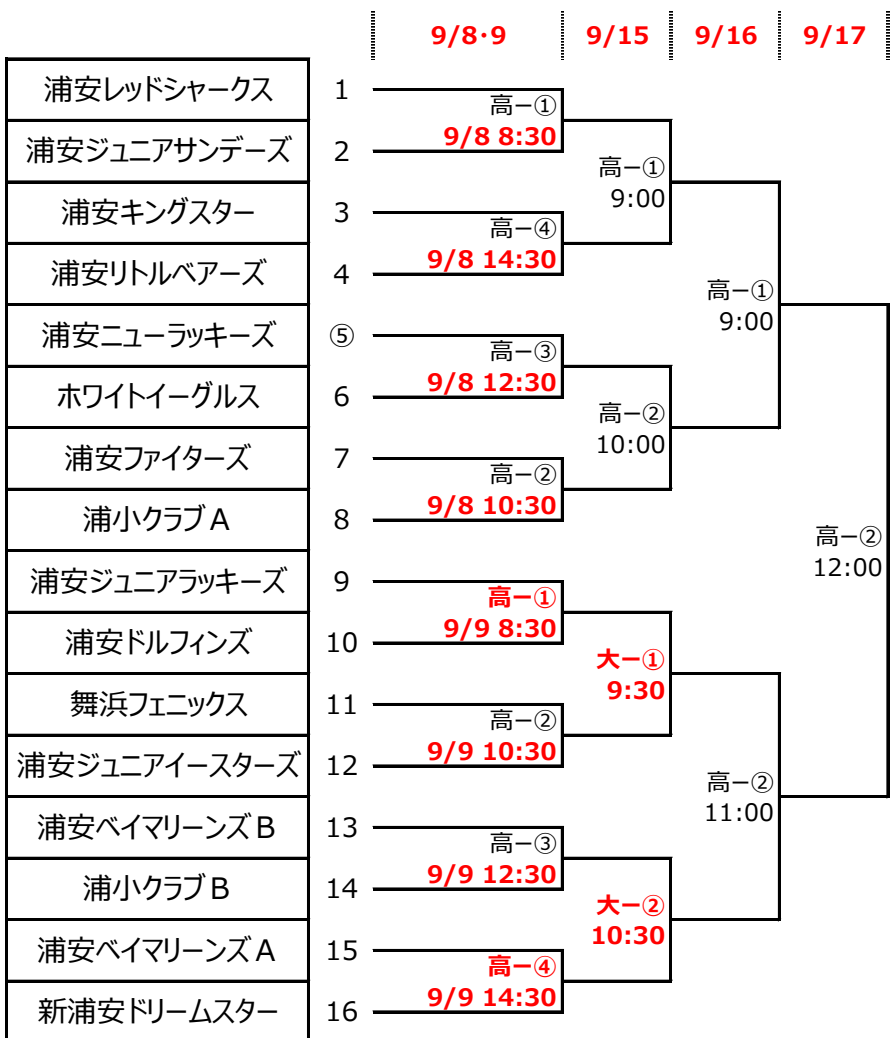 9/8･9 9/15 9/16 9/17
浦安レッドシャークス 1
高ー①
9/8 8:30
浦安ジュニアサンデーズ 2
高ー①
9:00
浦安キングスター 3
高ー④
9/8 14:30
浦安リトルベアーズ 4
高ー①
9:00
浦安ニューラッキーズ ⑤
高ー③
9/8 12:30
ホワイトイーグルス 6
高ー②
10:00
浦安ファイターズ 7
高ー②
9/8 10:30
浦小クラブA 8
高ー②
12:00
浦安ジュニアラッキーズ 9
高ー①
9/9 8:30
浦安ドルフィンズ 10
大ー①
9:30
舞浜フェニックス 11
高ー②
9/9 10:30
浦安ジュニアイースターズ 12
高ー②
11:00
浦安ベイマリーンズB 13
高ー③
9/9 12:30
浦小クラブB 14
大ー②
10:30
浦安ベイマリーンズA 15
高ー④
9/9 14:30
新浦安ドリームスター 16